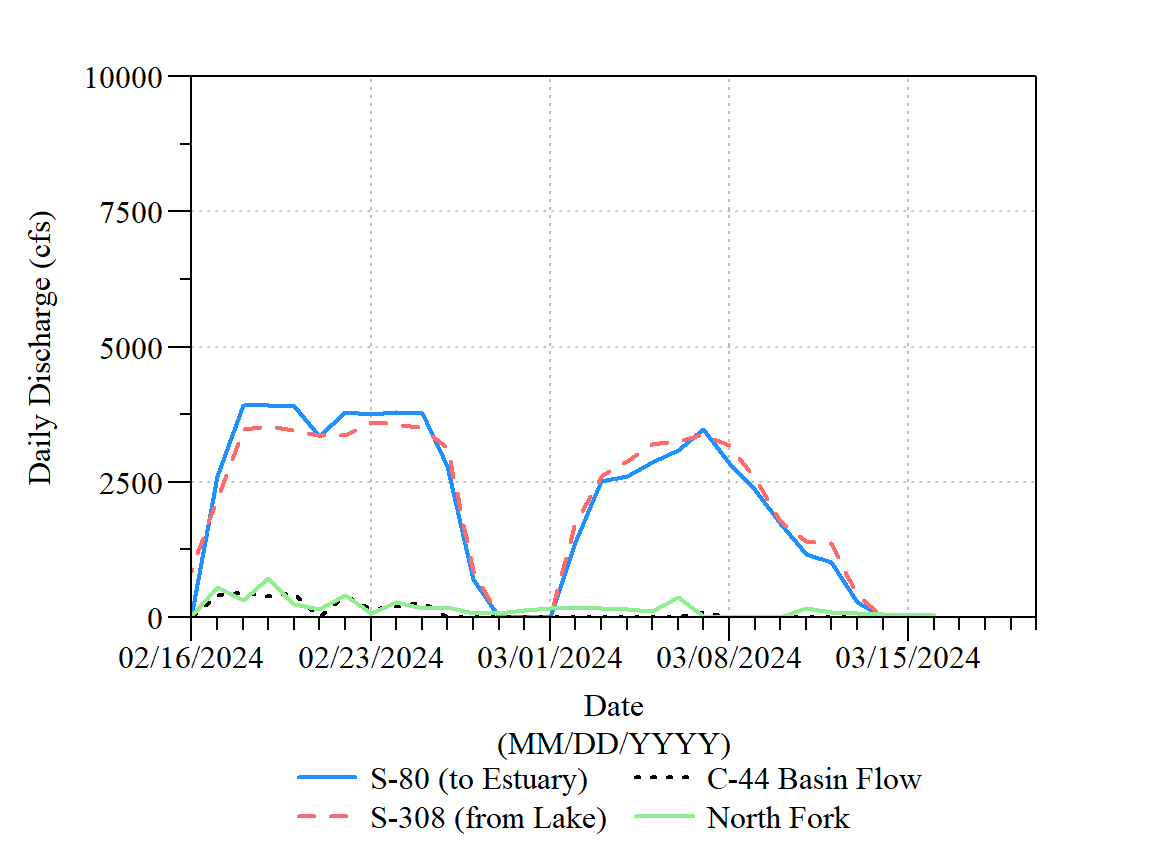 10000
7500
5000
2500
0
Daily Discharge (cfs)
02/16/2024 02/23/2024 03/01/2024 03/08/2024 03/15/2024
Date
(MM/DD/YYYY)
S-80 (to Estuary) C-44 Basin Flow
S-308 (from Lake) North Fork